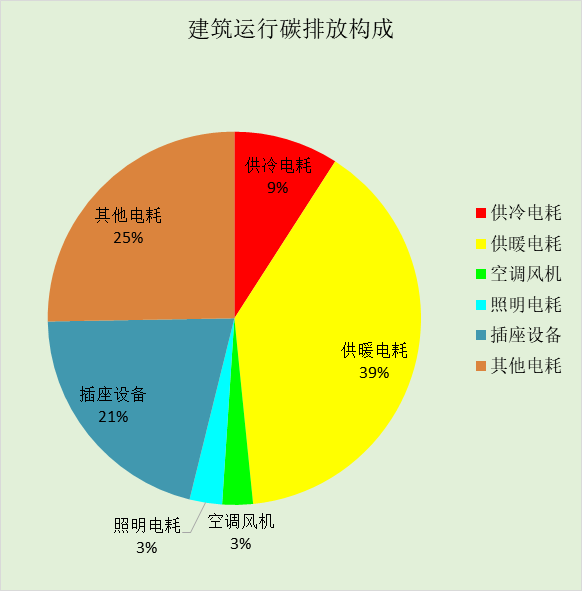 建筑运行碳排放构成
供冷电耗
9%
其他电耗
25%
供暖电耗
39%
插座设备
21%
照明电耗
3%
空调风机
3%
供冷电耗
供暖电耗
空调风机
照明电耗
插座设备
其他电耗